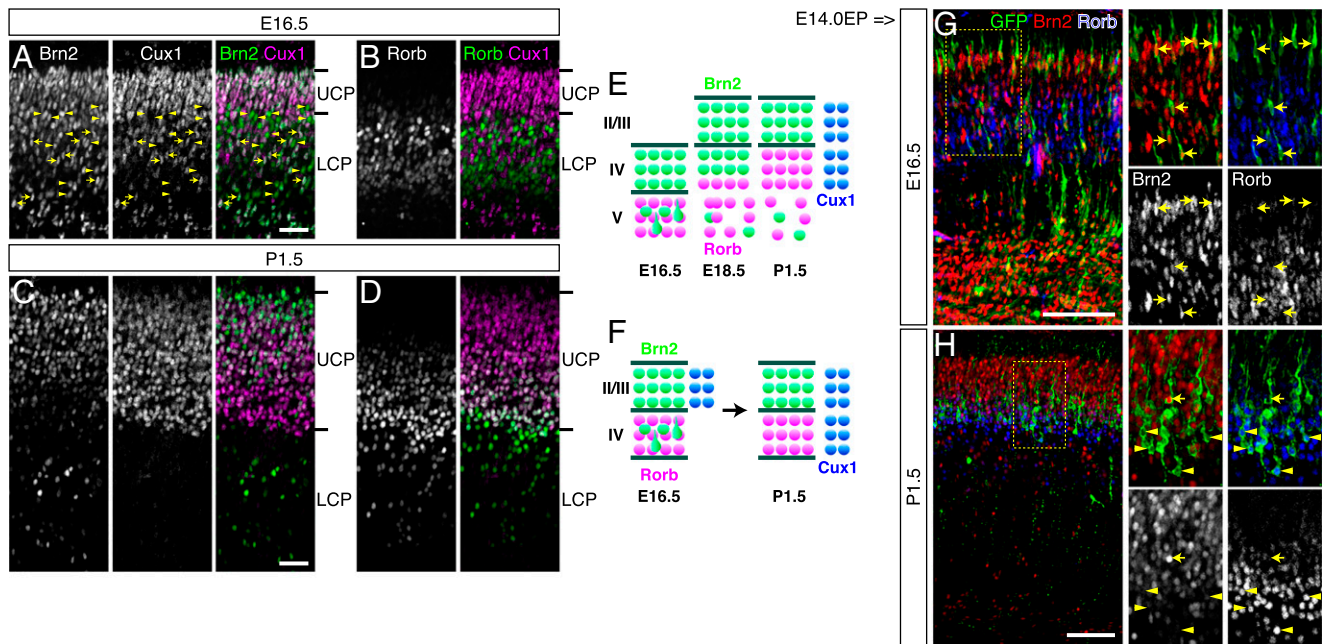 E16.5
A Brn2 Cux1 Brn2 Cux1
B Rorb Rorb Cux1
UCP
LCP
P1.5
C
D
UCP
LCP
E
Brn2
II/III
IV
V
Cux1
Rorb
E16.5 E18.5 P1.5
F
Brn2
II/III
IV
Rorb
Cux1
E16.5 P1.5
E14.0EP =>
E16.5
G GFP Brn2 Rorb
Brn2 Rorb
P1.5
H